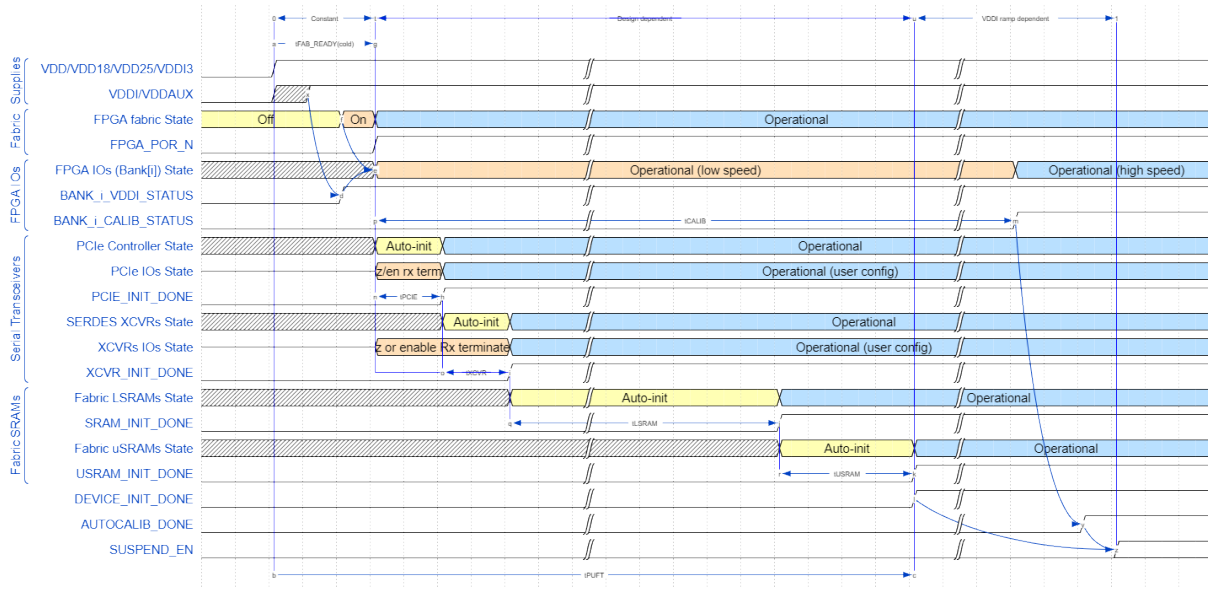 0 Constant t Design dependent u VDDI ramp dependent 1
a tFAB_READY(cold) g
Supplies
VDD/VDD18/VDD25/VDDI3
VDDI/VDDAUX
Fabric
FPGA fabric State Off On Operational
FPGA_POR_N
FPGA IOs
FPGA IOs (Bank[i]) State Operational (low speed) Operational (high speed)
BANK_i_VDDI_STATUS d
BANK_i_CALIB_STATUS p tCALIB m
Serial Transceivers
PCIe Controller State Auto-init Operational
PCIe IOs State z/en rx term Operational (user config)
PCIE_INIT_DONE n tPCIE h
SERDES XCVRs State Auto-init Operational
XCVRs IOs State z or enable Rx terminate Operational (user config)
XCVR_INIT_DONE o tXCVR
Fabric SRAMs
Fabric LSRAMs State Auto-init Operational
SRAM_INIT_DONE q tLSRAM
Fabric uSRAMs State Auto-init Operational
USRAM_INIT_DONE r tUSRAM k
DEVICE_INIT_DONE
AUTOCALIB_DONE
SUSPEND_EN
b tPUFT c